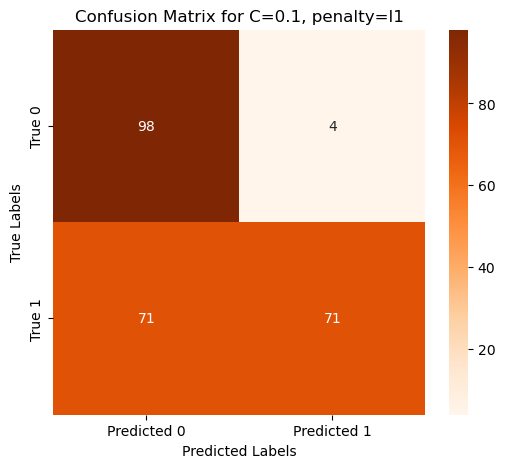 Confusion Matrix for C=0.1, penalty=l1
True Labels
True 0
True 1
98
4
71
71
Predicted 0
Predicted 1
Predicted Labels
80
60
40
20